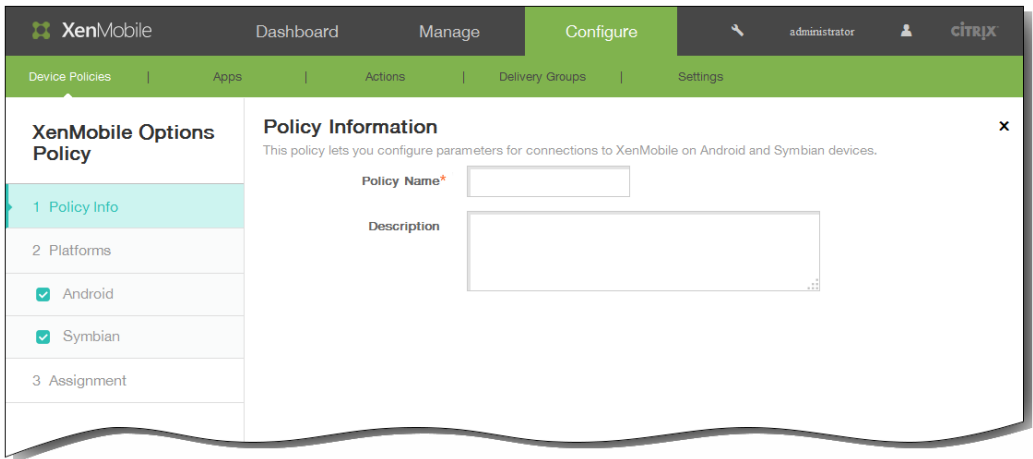 XenMobile Dashboard Manage Configure administrator CİTRIX
Device Policies | Apps | Actions | Delivery Groups | Settings
XenMobile Options
Policy
1 Policy Info
2 Platforms
Android
Symbian
3 Assignment
Policy Information
This policy lets you configure parameters for connections to XenMobile on Android and Symbian devices.
Policy Name*
Description